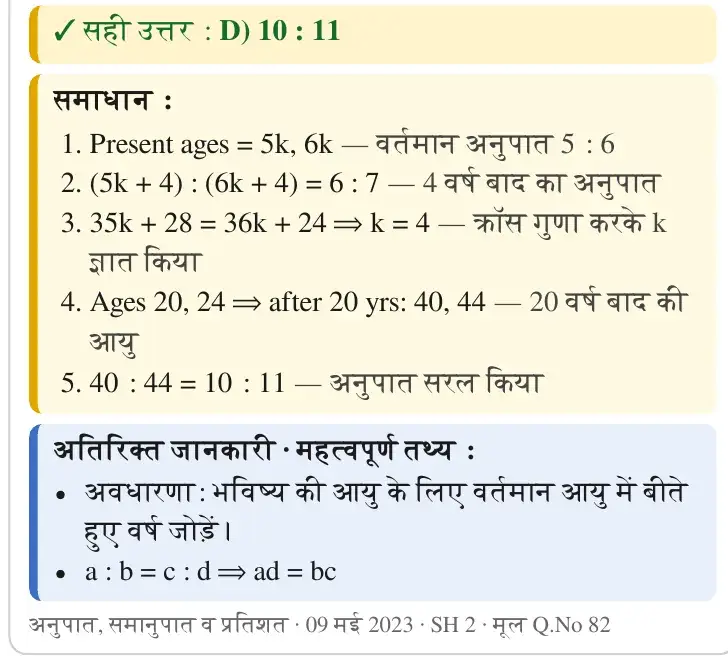 ✓ सही उत्तर : D) 10 : 11
समाधान :
1. Present ages = 5k, 6k — वर्तमान अनुपात 5 : 6
2. (5k + 4) : (6k + 4) = 6 : 7 — 4 वर्ष बाद का अनुपात
3. 35k + 28 = 36k + 24 ⟹ k = 4 — क्रॉस गुणा करके k
ज्ञात किया
4. Ages 20, 24 ⟹ after 20 yrs: 40, 44 — 20 वर्ष बाद की
आयु
5. 40 : 44 = 10 : 11 — अनुपात सरल किया
अतिरिक्त जानकारी · महत्वपूर्ण तथ्य :
• अवधारणा : भविष्य की आयु के लिए वर्तमान आयु में बीते
हुए वर्ष जोड़ें।
• a : b = c : d ⟹ ad = bc
अनुपात, समानुपात व प्रतिशत · 09 मई 2023 · SH 2 · मूल Q.No 82